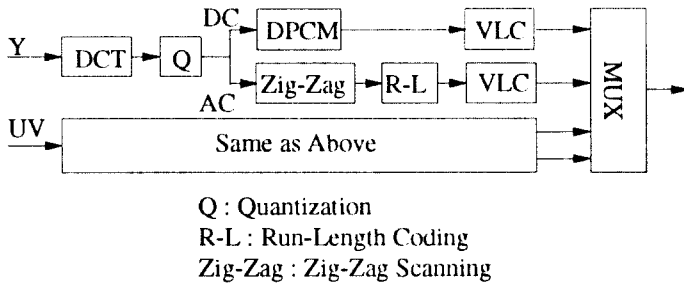 DC
DPCM
VLC
Y
DCT
Q
AC
Zig-Zag
R-L
VLC
MUX
UV
Same as Above
Q : Quantization
R-L : Run-Length Coding
Zig-Zag : Zig-Zag Scanning